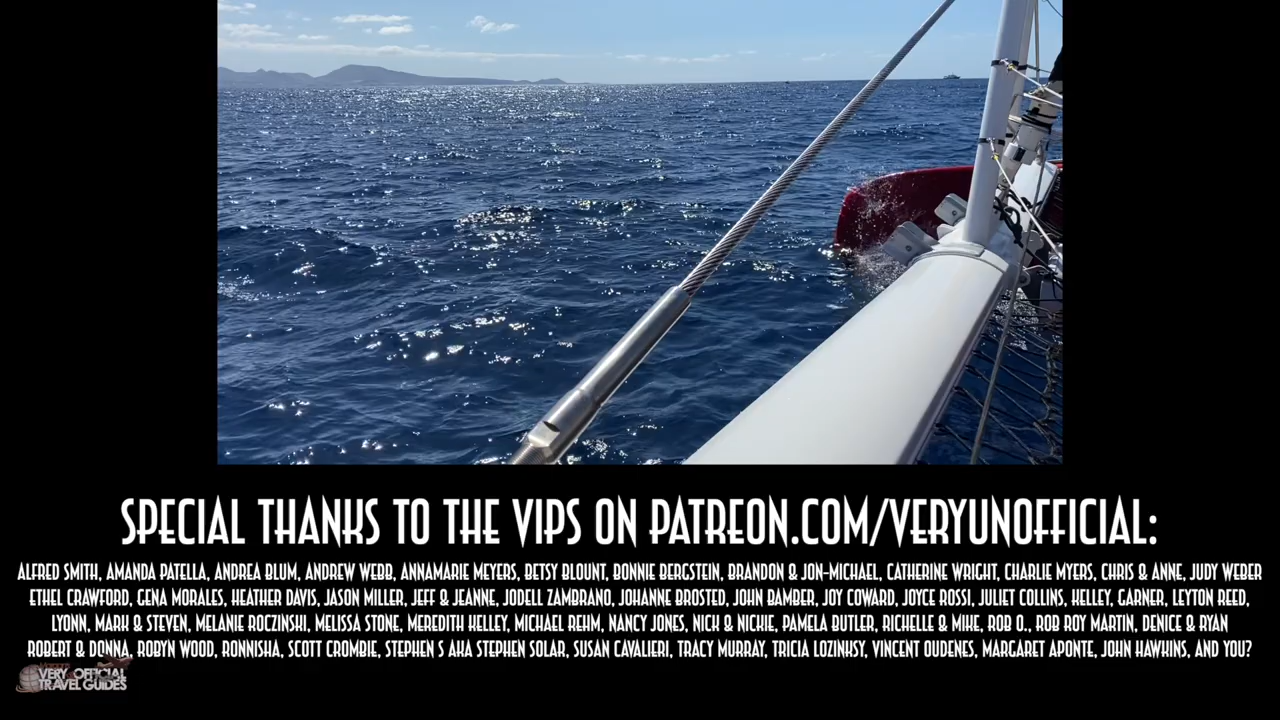 SPECIAL THANKS TO THE VIPS ON PATREON.COM/VERYUNOFFICIAL:
ALFRED SMITH, AMANDA PATELLA, ANDREA BLUM, ANDREW WEBB, ANNAMARIE MEYERS, BETSY BLOUNT, BONNIE BERGSTEIN, BRANDON & JON-MICHAEL, CATHERINE WRIGHT, CHARLIE MYERS, CHRIS & ANNE, JUDY WEBER
ETHEL CRAWFORD, GENA MORALES, HEATHER DAVIS, JASON MILLER, JEFF & JEANNE, JODELL ZAMBRANO, JOHANNE BROSTED, JOHN BAMBER, JOY COWARD, JOYCE ROSSI, JULIET COLLINS, KELLEY, GARNER, LEYTON REED,
LYONN, MARK & STEVEN, MELANIE ROCZINSKI, MELISSA STONE, MEREDITH KELLEY, MICHAEL REHM, NANCY JONES, NICH & NICKIE, PAMELA BUTLER, RICHELLE & MIKE, ROB O., ROB ROY MARTIN, DENICE & RYAN
ROBERT & DONNA, ROBYN WOOD, RONNISHA, SCOTT CROMBIE, STEPHEN S AKA STEPHEN SOLAR, SUSAN CAVALIERI, TRACY MURRAY, TRICIA LOZINKSY, VINCENT OUDENES, MARGARET APONTE, JOHN HAWKINS, AND YOU?
VERY OFFICIAL
TRAVEL GUIDES